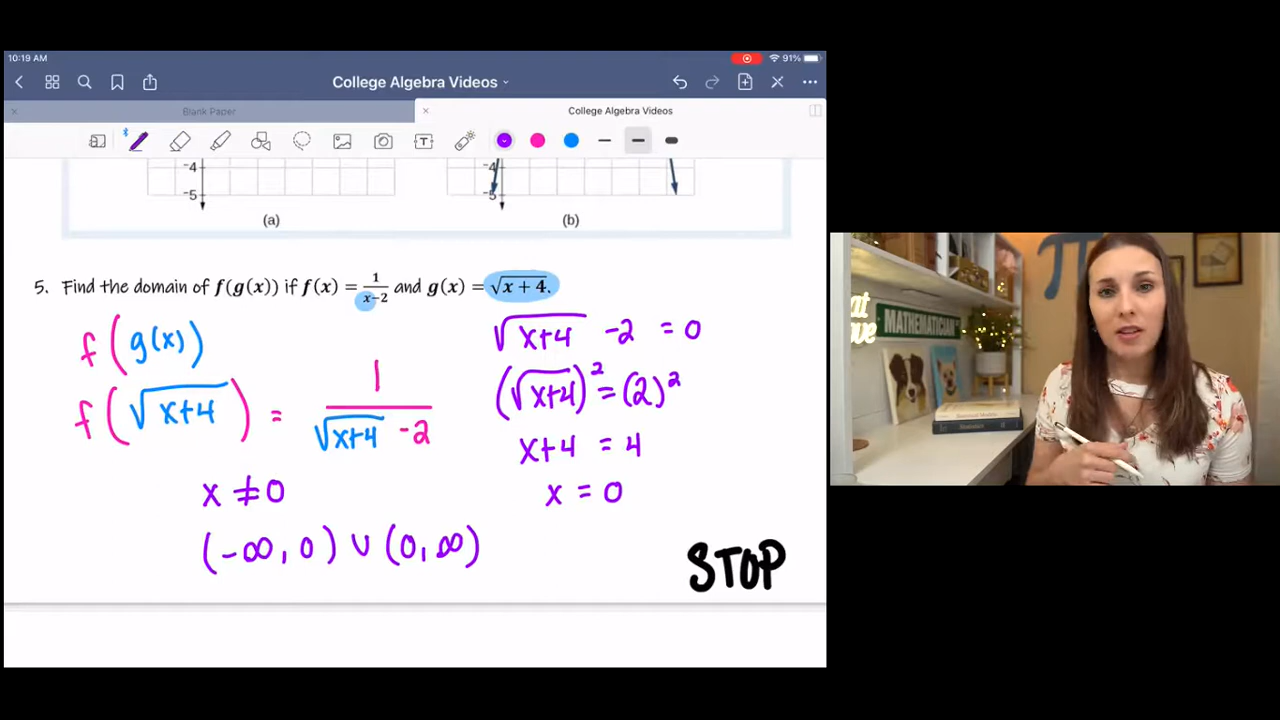 10:19 AM
91%
College Algebra Videos
Blank Paper
College Algebra Videos
T
-4
-5
(a)
-4
-5
(b)
5. Find the domain of f(g(x)) if f(x) = 1/(x−2) and g(x) = √(x + 4).
f(g(x))
f(√(x+4)) = 1/(√(x+4) -2)
x ≠ 0
(-∞, 0) ∪ (0, ∞)
√(x+4) -2 = 0
(√(x+4))² = (2)²
x+4 = 4
x = 0
STOP
MATHEMATICIAN